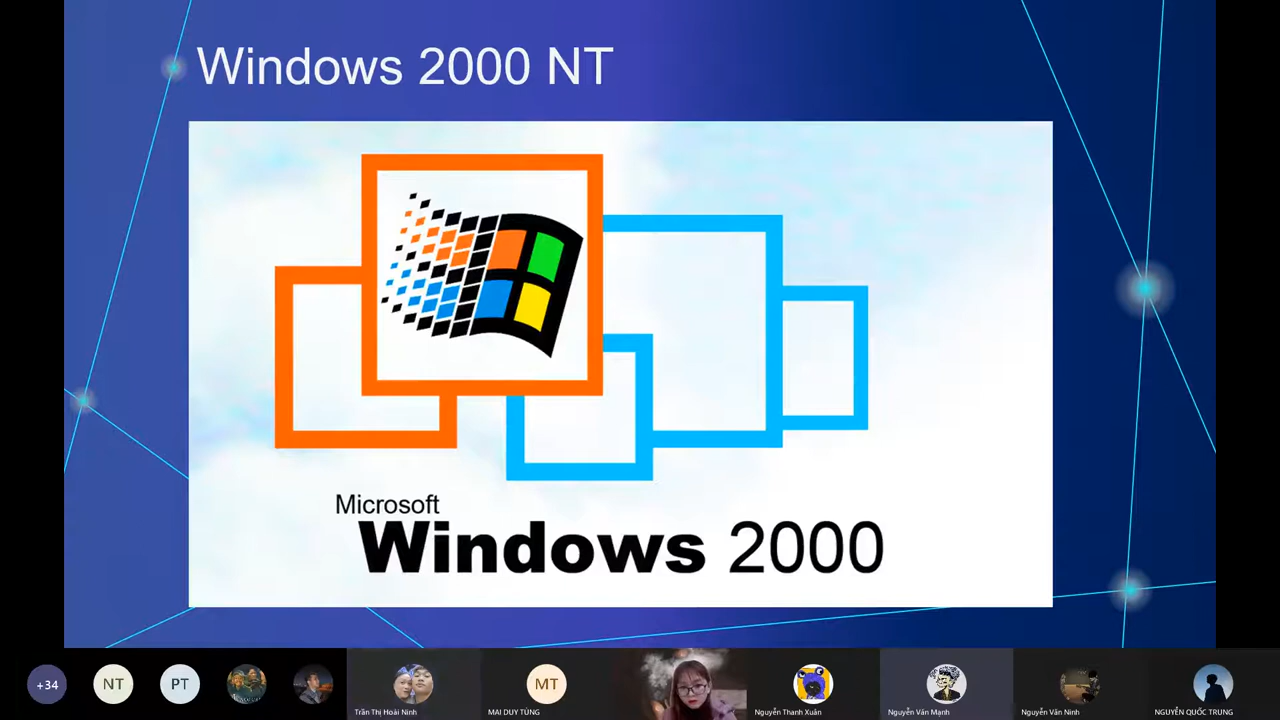 Windows 2000 NT
Microsoft
Windows 2000
+34
NT
PT
MT
Trần Thị Hoài Ninh
MAI DUY TÙNG
Nguyễn Thanh Xuân
Nguyễn Văn Mạnh
Nguyễn Văn Ninh
NGUYỄN QUỐC TRUNG